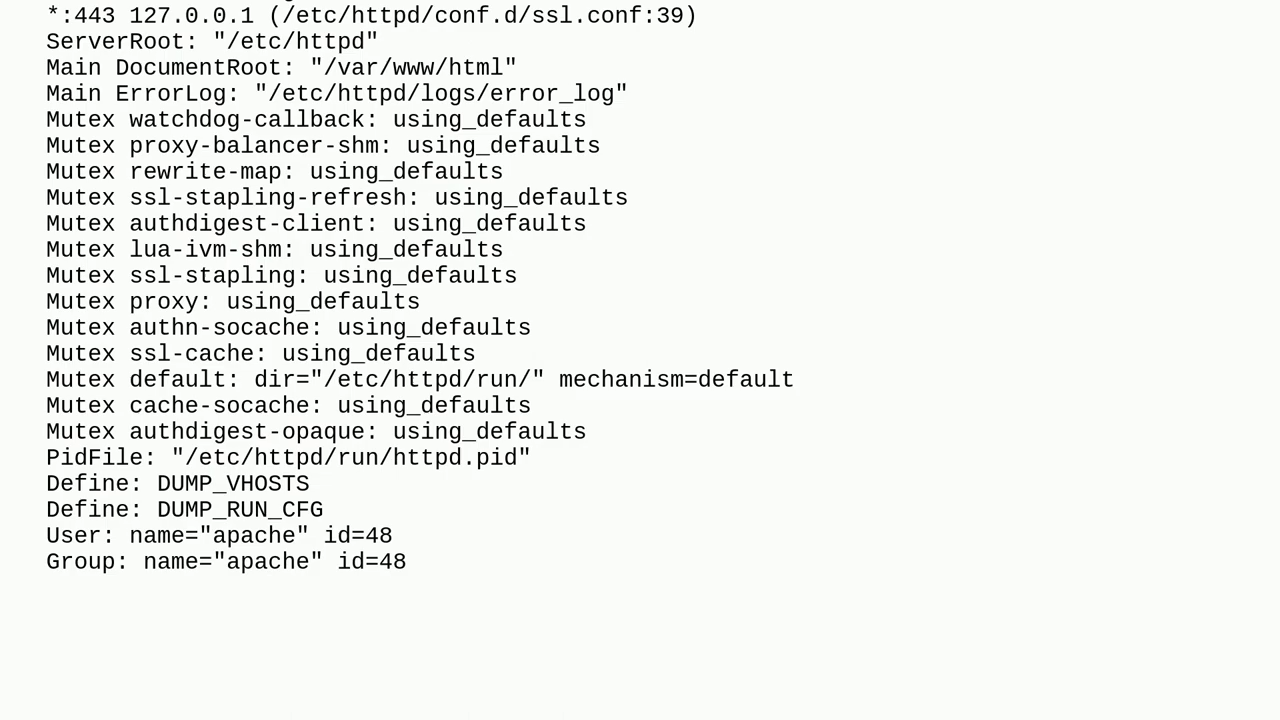 *:443 127.0.0.1 (/etc/httpd/conf.d/ssl.conf:39)
ServerRoot: "/etc/httpd"
Main DocumentRoot: "/var/www/html"
Main ErrorLog: "/etc/httpd/logs/error_log"
Mutex watchdog-callback: using_defaults
Mutex proxy-balancer-shm: using_defaults
Mutex rewrite-map: using_defaults
Mutex ssl-stapling-refresh: using_defaults
Mutex authdigest-client: using_defaults
Mutex lua-ivm-shm: using_defaults
Mutex ssl-stapling: using_defaults
Mutex proxy: using_defaults
Mutex authn-socache: using_defaults
Mutex ssl-cache: using_defaults
Mutex default: dir="/etc/httpd/run/" mechanism=default
Mutex cache-socache: using_defaults
Mutex authdigest-opaque: using_defaults
PidFile: "/etc/httpd/run/httpd.pid"
Define: DUMP_VHOSTS
Define: DUMP_RUN_CFG
User: name="apache" id=48
Group: name="apache" id=48